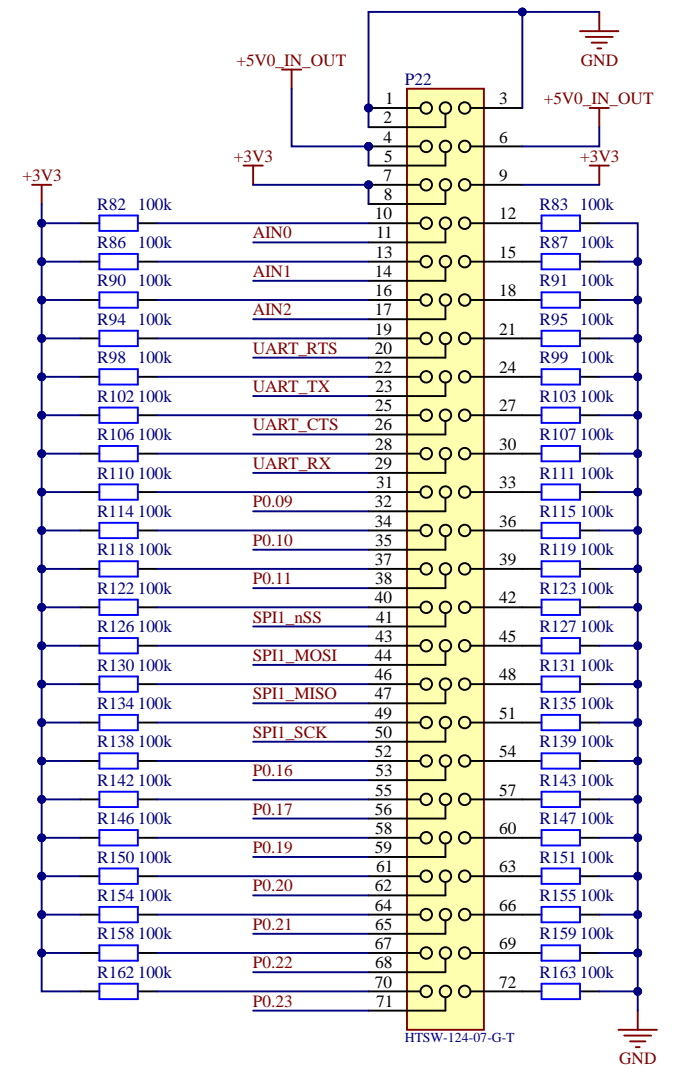 GND
+5V0_IN_OUT
P22
1 3 +5V0_IN_OUT
2
4 6
5
+3V3 7 9 +3V3
8
+3V3
R82 100k 10 12 R83 100k
AIN0 11
R86 100k 13 15 R87 100k
AIN1 14
R90 100k 16 18 R91 100k
AIN2 17
R94 100k 19 21 R95 100k
UART_RTS 20
R98 100k 22 24 R99 100k
UART_TX 23
R102 100k 25 27 R103 100k
UART_CTS 26
R106 100k 28 30 R107 100k
UART_RX 29
R110 100k 31 33 R111 100k
P0.09 32
R114 100k 34 36 R115 100k
P0.10 35
R118 100k 37 39 R119 100k
P0.11 38
R122 100k 40 42 R123 100k
SPI1_nSS 41
R126 100k 43 45 R127 100k
SPI1_MOSI 44
R130 100k 46 48 R131 100k
SPI1_MISO 47
R134 100k 49 51 R135 100k
SPI1_SCK 50
R138 100k 52 54 R139 100k
P0.16 53
R142 100k 55 57 R143 100k
P0.17 56
R146 100k 58 60 R147 100k
P0.19 59
R150 100k 61 63 R151 100k
P0.20 62
R154 100k 64 66 R155 100k
P0.21 65
R158 100k 67 69 R159 100k
P0.22 68
R162 100k 70 72 R163 100k
P0.23 71
HTSW-124-07-G-T
GND